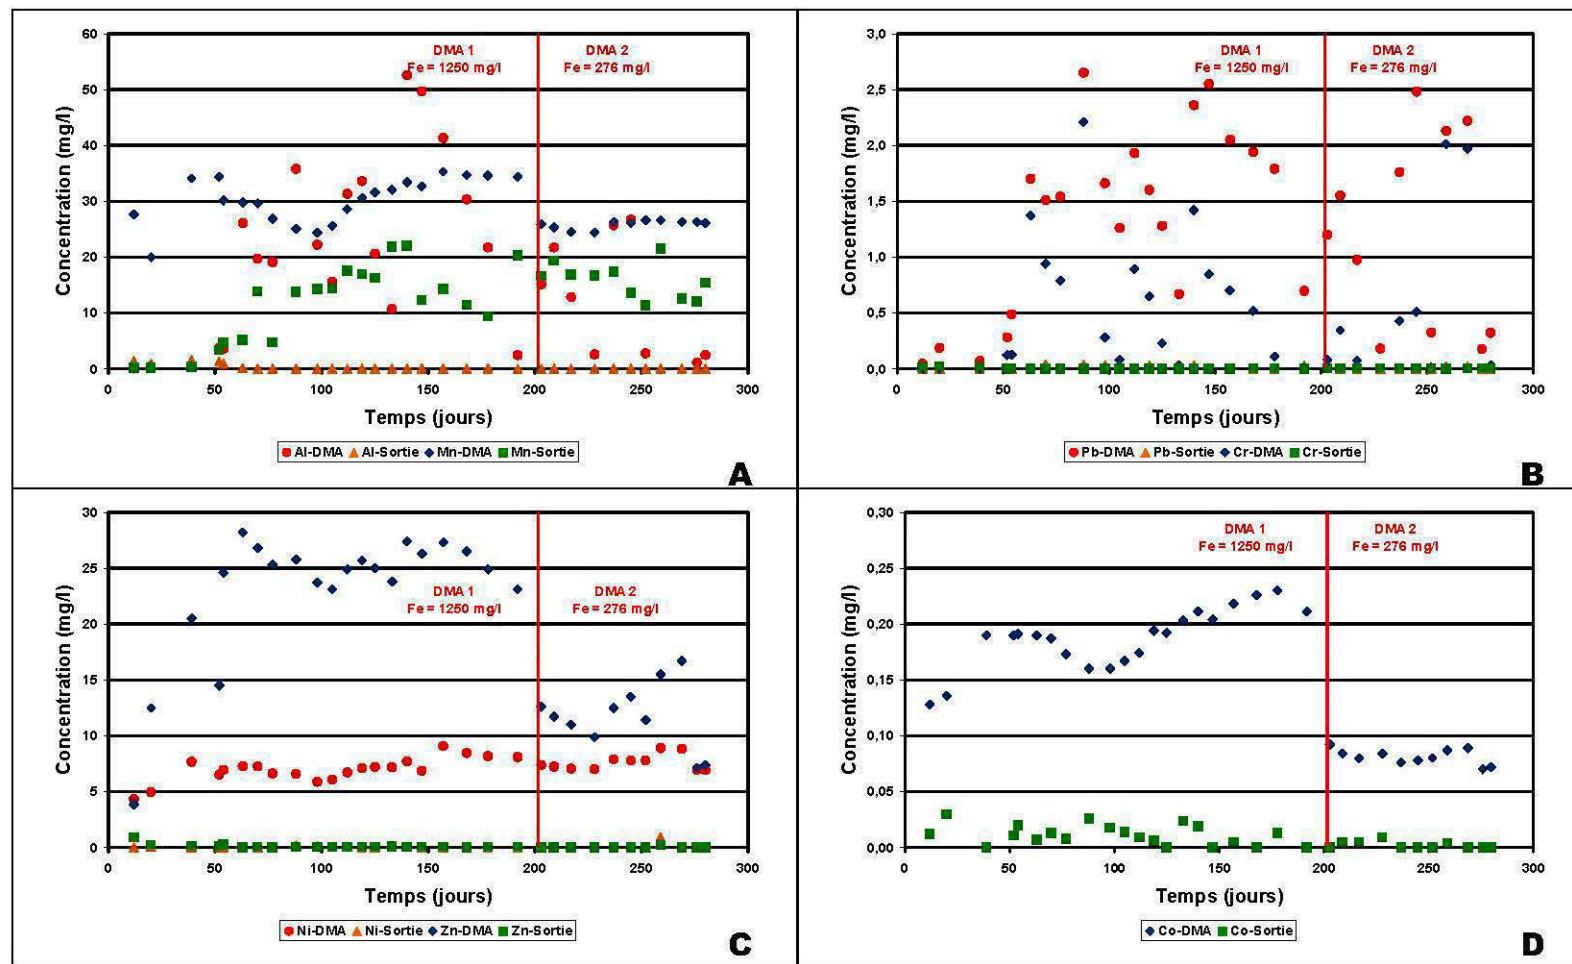 60
50
40
30
20
10
0
Concentration (mg/l)
DMA 1
Fe = 1250 mg/l
DMA 2
Fe = 276 mg/l
0 50 100 150 200 250 300
Temps (jours)
Al-DMA Al-Sortie Mn-DMA Mn-Sortie
A
3,0
2,5
2,0
1,5
1,0
0,5
0,0
Concentration (mg/l)
DMA 1
Fe = 1250 mg/l
DMA 2
Fe = 276 mg/l
0 50 100 150 200 250 300
Temps (jours)
Pb-DMA Pb-Sortie Cr-DMA Cr-Sortie
B
30
25
20
15
10
5
0
Concentration (mg/l)
DMA 1
Fe = 1250 mg/l
DMA 2
Fe = 276 mg/l
0 50 100 150 200 250 300
Temps (jours)
Ni-DMA Ni-Sortie Zn-DMA Zn-Sortie
C
0,30
0,25
0,20
0,15
0,10
0,05
0,00
Concentration (mg/l)
DMA 1
Fe = 1250 mg/l
DMA 2
Fe = 276 mg/l
0 50 100 150 200 250 300
Temps (jours)
Co-DMA Co-Sortie
D